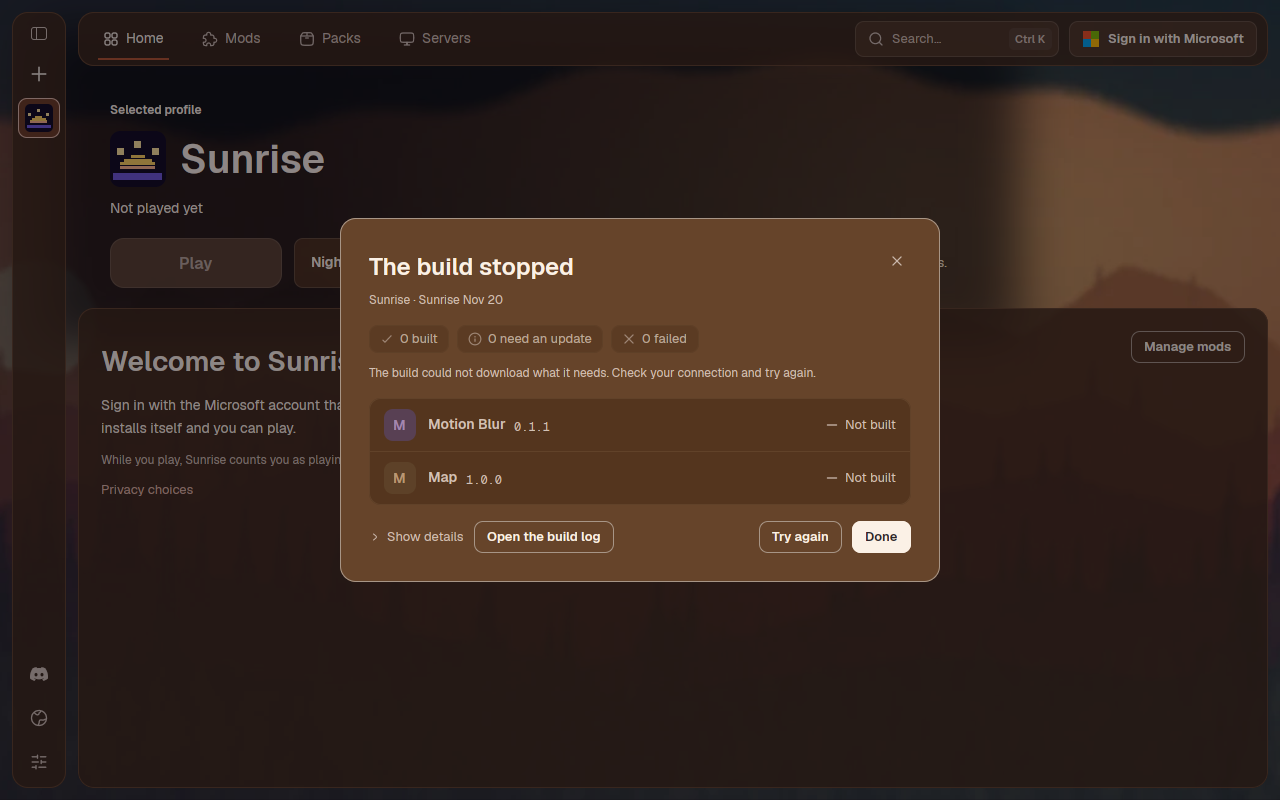 Home
Mods
Packs
Servers
Search...
Ctrl K
Sign in with Microsoft
Selected profile
Sunrise
Not played yet
Play
Nigh
s.
The build stopped
Sunrise · Sunrise Nov 20
0 built
0 need an update
0 failed
The build could not download what it needs. Check your connection and try again.
M
Motion Blur 0.1.1
Not built
M
Map 1.0.0
Not built
Show details
Open the build log
Try again
Done
Welcome to Sunris
Manage mods
Sign in with the Microsoft account tha
installs itself and you can play.
While you play, Sunrise counts you as playin
Privacy choices